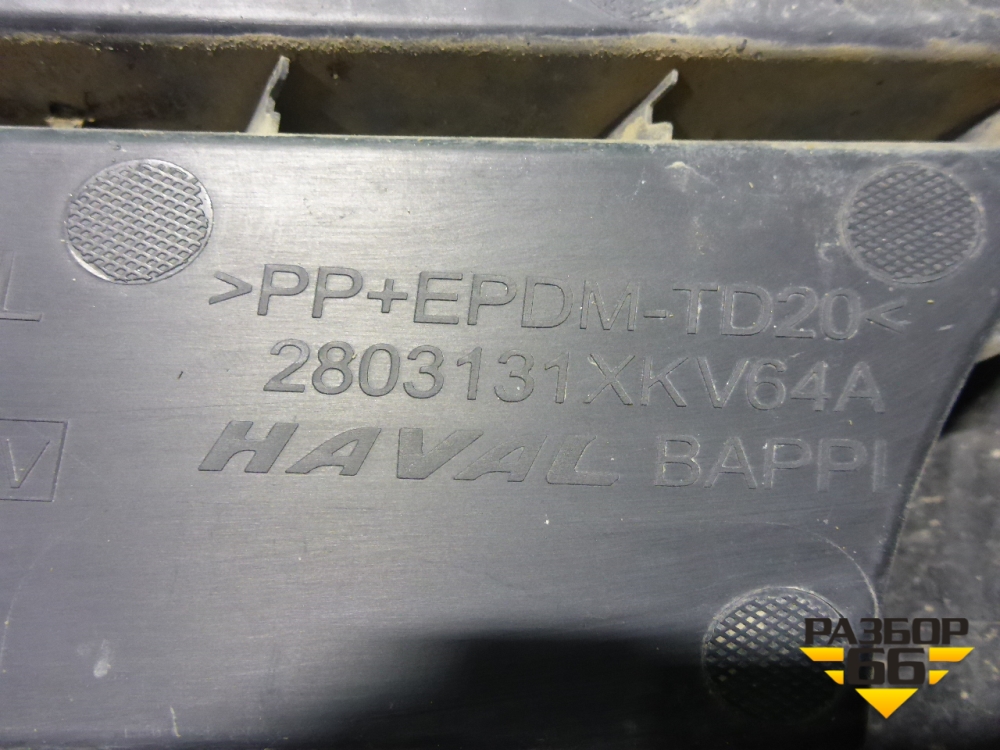 >PP+EPDM-TD20<
L
2803131XKV64A
HAVAL BAPPI
V
РАЗБОР
66